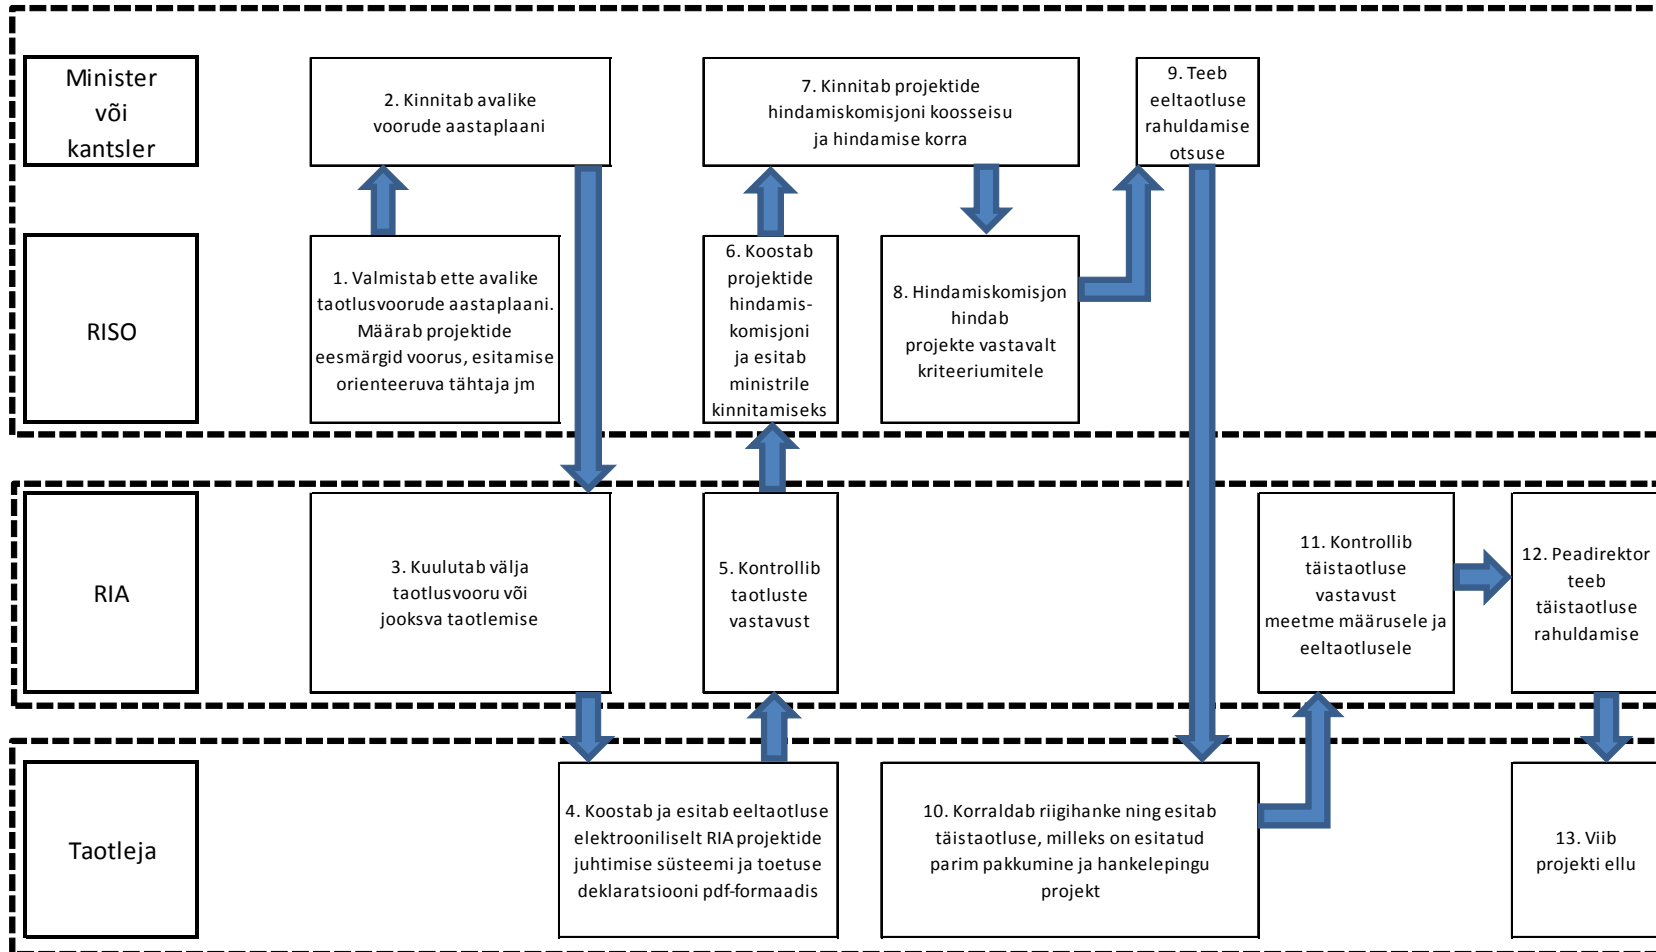 Minister
või
kantsler
2. Kinnitab avalike
voorude aastaplaani
7. Kinnitab projektide
hindamiskomisjoni koosseisu
ja hindamise korra
9. Teeb
eeltaotluse
rahuldamise
otsuse
RISO
1. Valmistab ette avalike
taotlusvoorude aastaplaani.
Määrab projektide
eesmärgid voorus, esitamise
orienteeruva tähtaja jm
6. Koostab
projektide
hindamis-
komisjoni
ja esitab
ministrile
kinnitamiseks
8. Hindamiskomisjon
hindab
projekte vastavalt
kriteeriumitele
RIA
3. Kuulutab välja
taotlusvooru või
jooksva taotlemise
5. Kontrollib
taotluste
vastavust
11. Kontrollib
täistaotluse
vastavust
meetme määrusele ja
eeltaotlusele
12. Peadirektor
teeb
täistaotluse
rahuldamise
Taotleja
4. Koostab ja esitab eeltaotluse
elektrooniliselt RIA projektide
juhtimise süsteemi ja toetuse
deklaratsiooni pdf-formaadis
10. Korraldab riigihanke ning esitab
täistaotluse, milleks on esitatud
parim pakkumine ja hankelepingu
projekt
13. Viib
projekti ellu